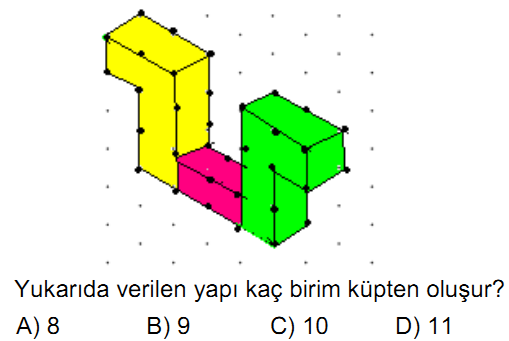 Yukarıda verilen yapı kaç birim küpten oluşur?
A) 8 B) 9 C) 10 D) 11